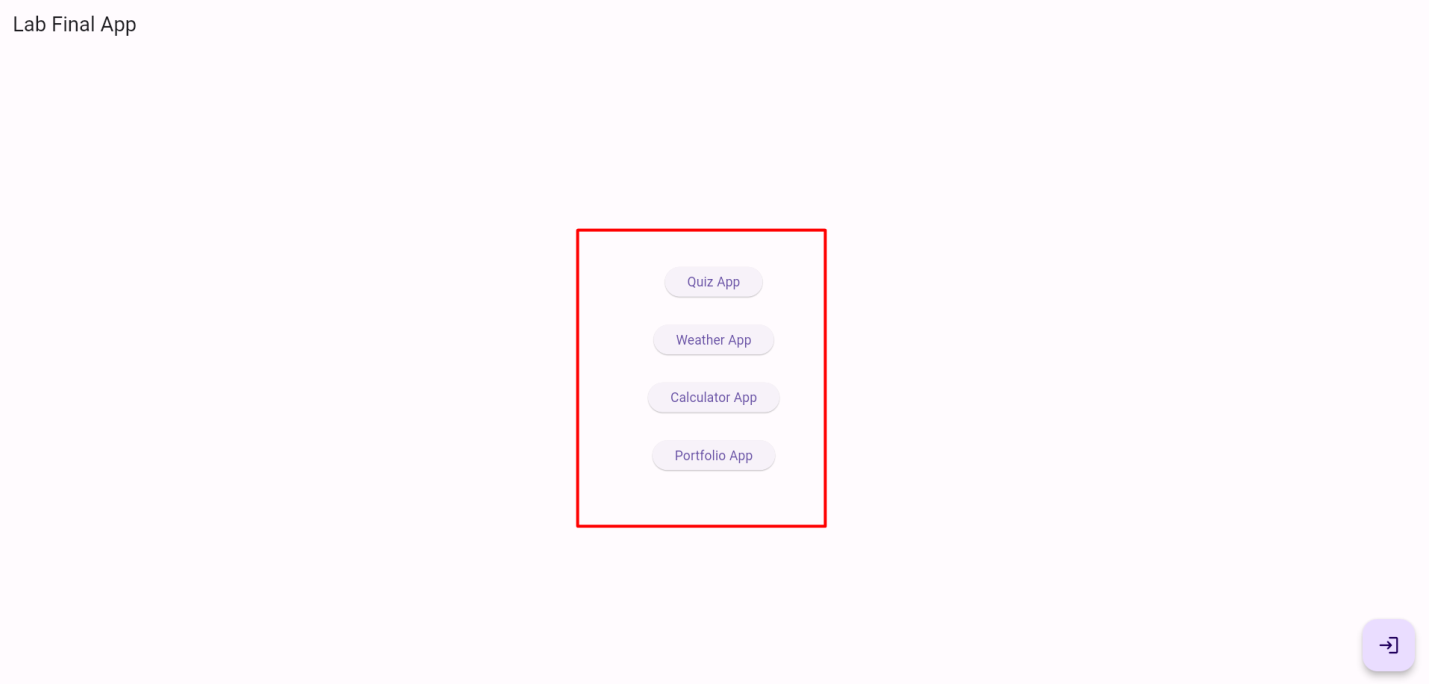 Lab Final App
Quiz App
Weather App
Calculator App
Portfolio App